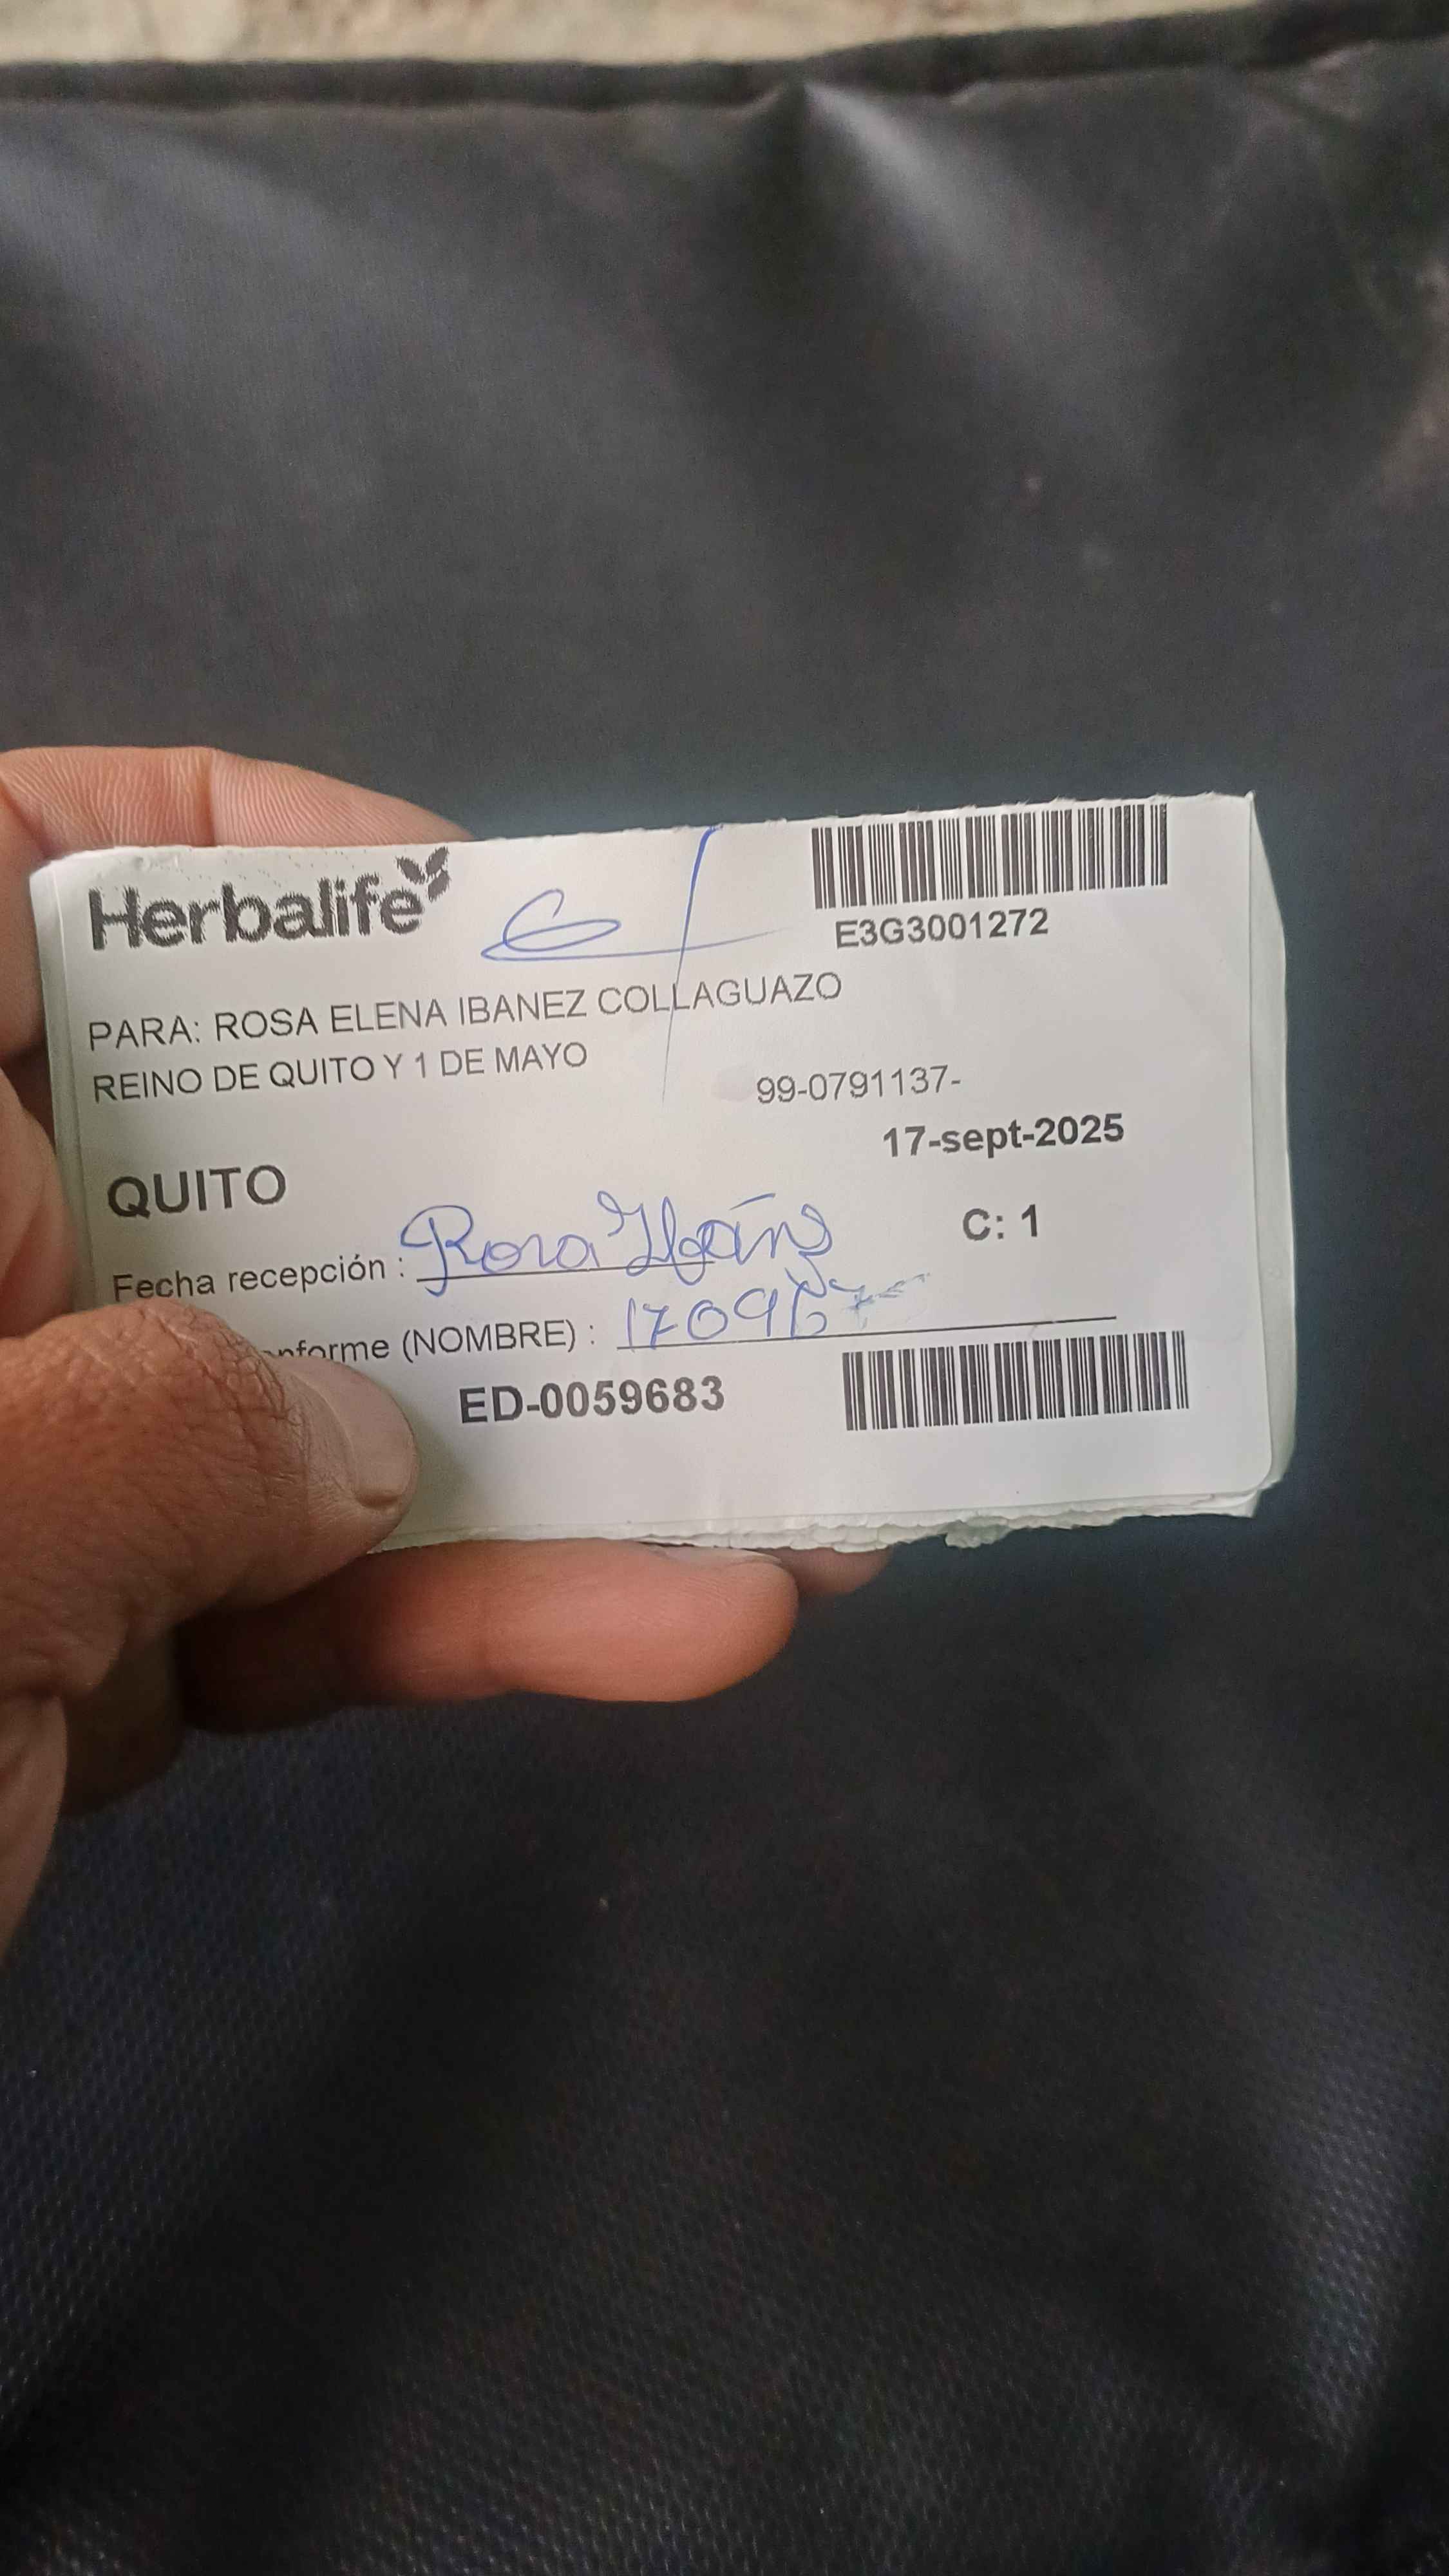 Herbalife
E3G3001272
PARA: ROSA ELENA IBANEZ COLLAGUAZO
REINO DE QUITO Y 1 DE MAYO
99-0791137-
17-sept-2025
QUITO
C: 1
Fecha recepción : Rosa
(NOMBRE) :
ED-0059683